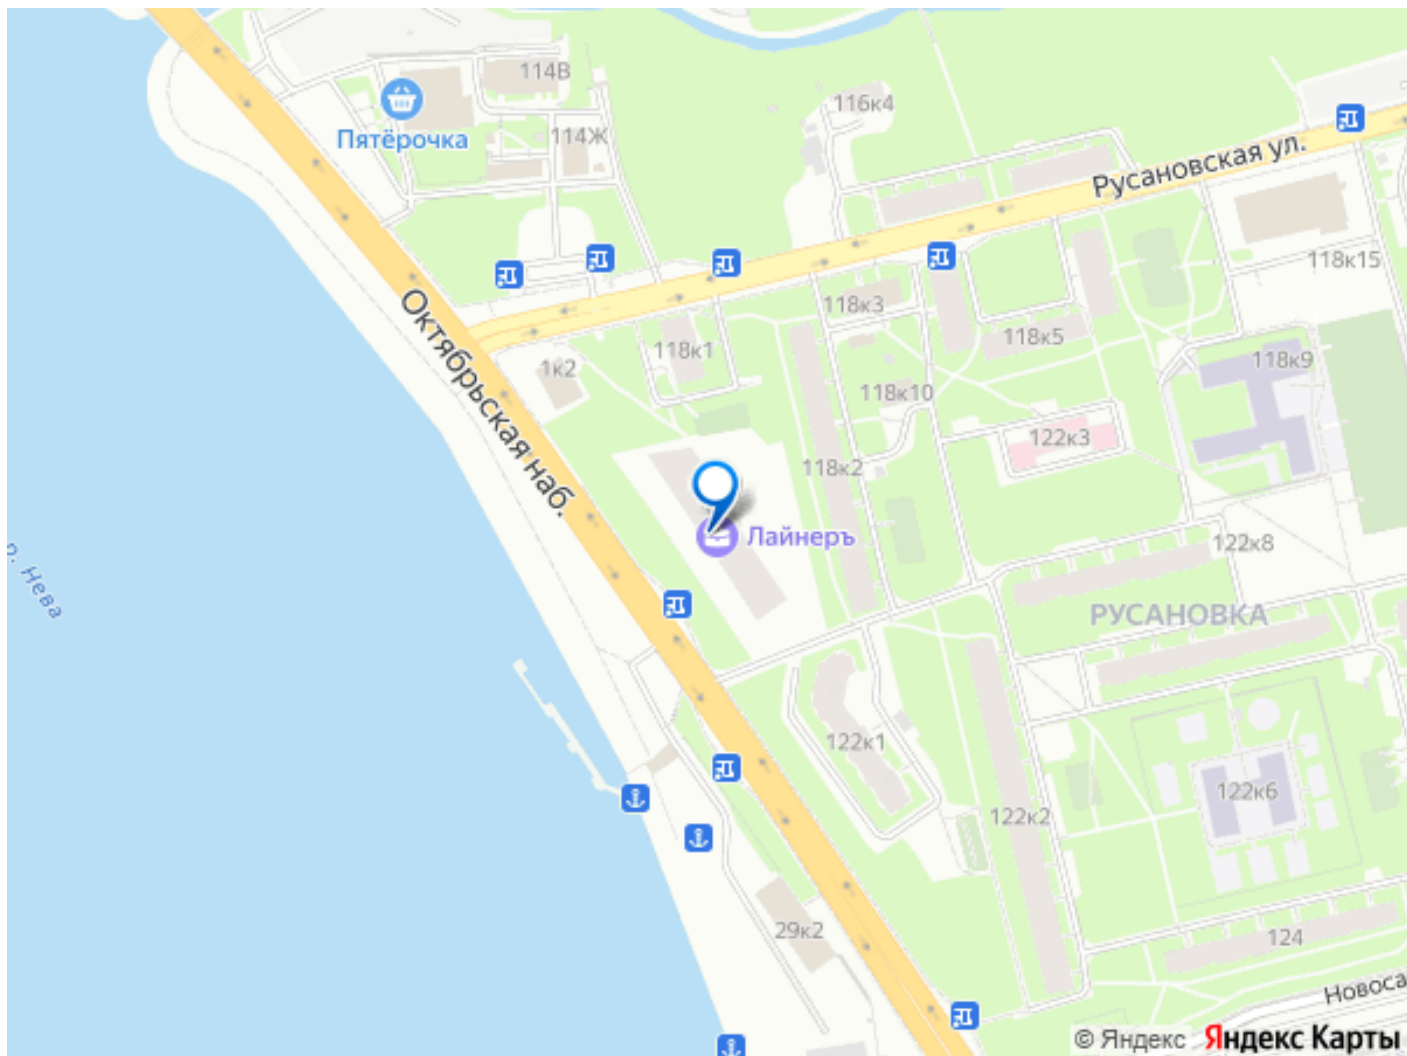 114В
116к4
Пятёрочка
114Ж
Русановская ул.
118к15
118к3
Октябрьская наб.
118к5
118к1
1к2
118к9
118к10
122к3
118к2
Лайнеръ
122к8
р. Нева
РУСАНОВКА
122к1
122к6
122к2
29к2
124
Новоса
© Яндекс Яндекс Карты